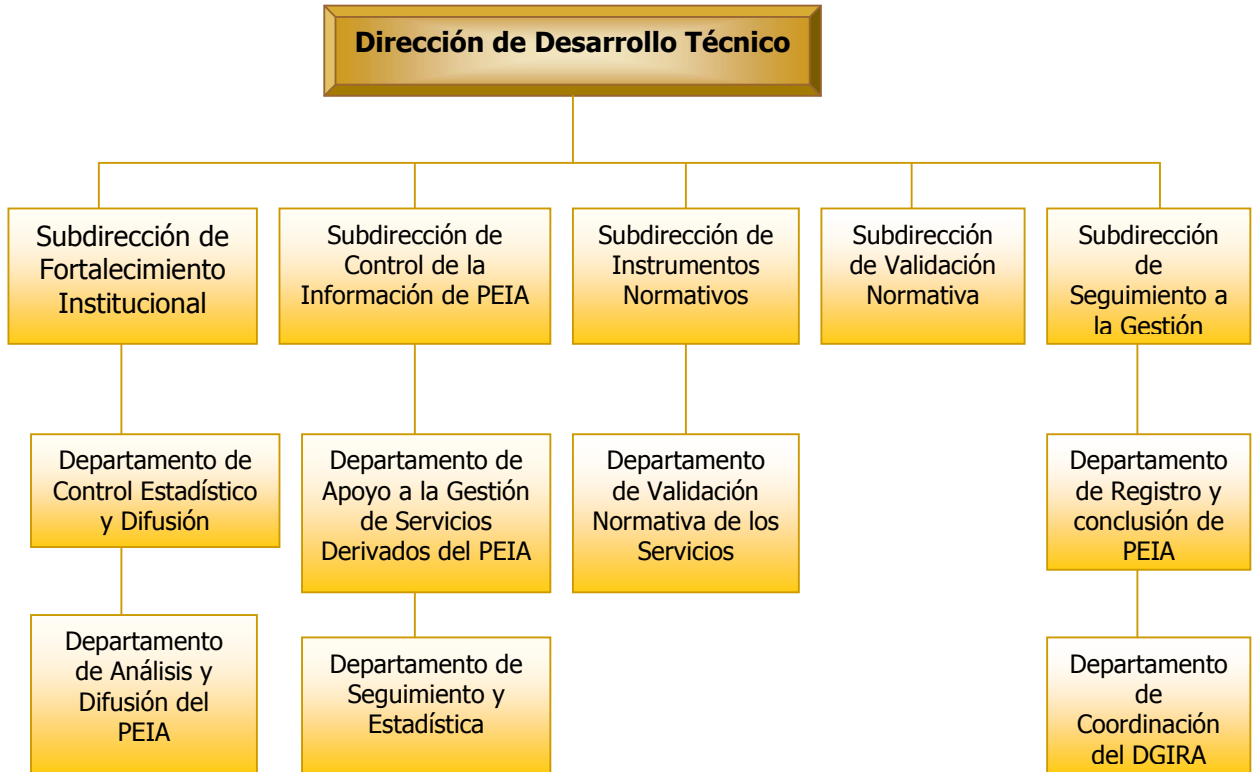 Dirección de Desarrollo Técnico
Subdirección de
Fortalecimiento
Institucional
Subdirección de
Control de la
Información de PEIA
Subdirección de
Instrumentos
Normativos
Subdirección
de Validación
Normativa
Subdirección
de
Seguimiento a
la Gestión
Departamento de
Control Estadístico
y Difusión
Departamento de
Apoyo a la Gestión
de Servicios
Derivados del PEIA
Departamento
de Validación
Normativa de los
Servicios
Departamento
de Registro y
conclusión de
PEIA
Departamento
de Análisis y
Difusión del
PEIA
Departamento de
Seguimiento y
Estadística
Departamento
de
Coordinación
del DGIRA